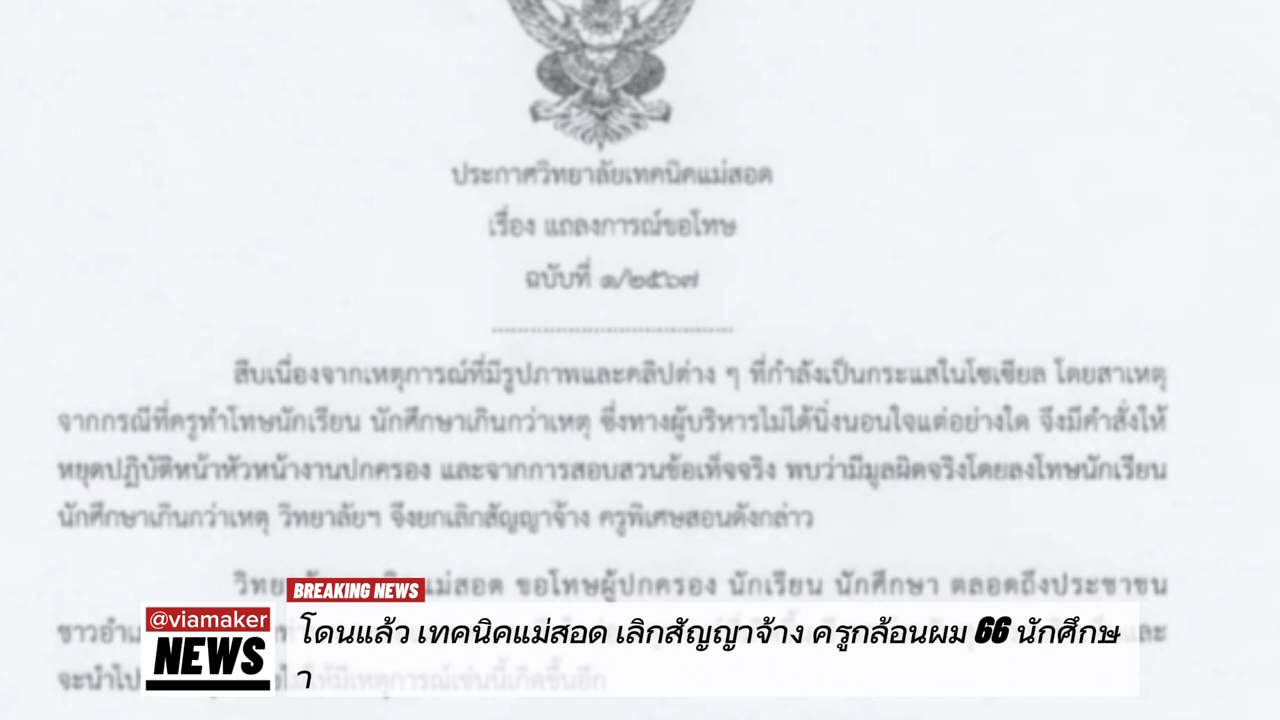 ประกาศวิทยาลัยเทคนิคแม่สอด
เรื่อง แถลงการณ์ขอโทษ
ฉบับที่ ๑/๒๕๖๗
สืบเนื่องจากเหตุการณ์ที่มีรูปภาพและคลิปต่าง ๆ ที่กำลังเป็นกระแสในโซเชียล โดยสาเหตุ
จากกรณีที่ครูทำโทษนักเรียน นักศึกษาเกินกว่าเหตุ ซึ่งทางผู้บริหารไม่ได้นิ่งนอนใจแต่อย่างใด จึงมีคำสั่งให้
หยุดปฏิบัติหน้าหัวหน้างานปกครอง และจากการสอบสวนข้อเท็จจริง พบว่ามีมูลผิดจริงโดยลงโทษนักเรียน
นักศึกษาเกินกว่าเหตุ วิทยาลัยฯ จึงยกเลิกสัญญาจ้าง ครูพิเศษสอนดังกล่าว
แม่สอด ขอโทษผู้ปกครอง นักเรียน นักศึกษา ตลอดถึงประชาชน
BREAKING NEWS
@viamaker
NEWS
โดนแล้ว เทคนิคแม่สอด เลิกสัญญาจ้าง ครูกล้อนผม 66 นักศึกษ
า
จะนำไป
ให้มีเหตุการณ์เช่นนี้เกิดขึ้นอีก